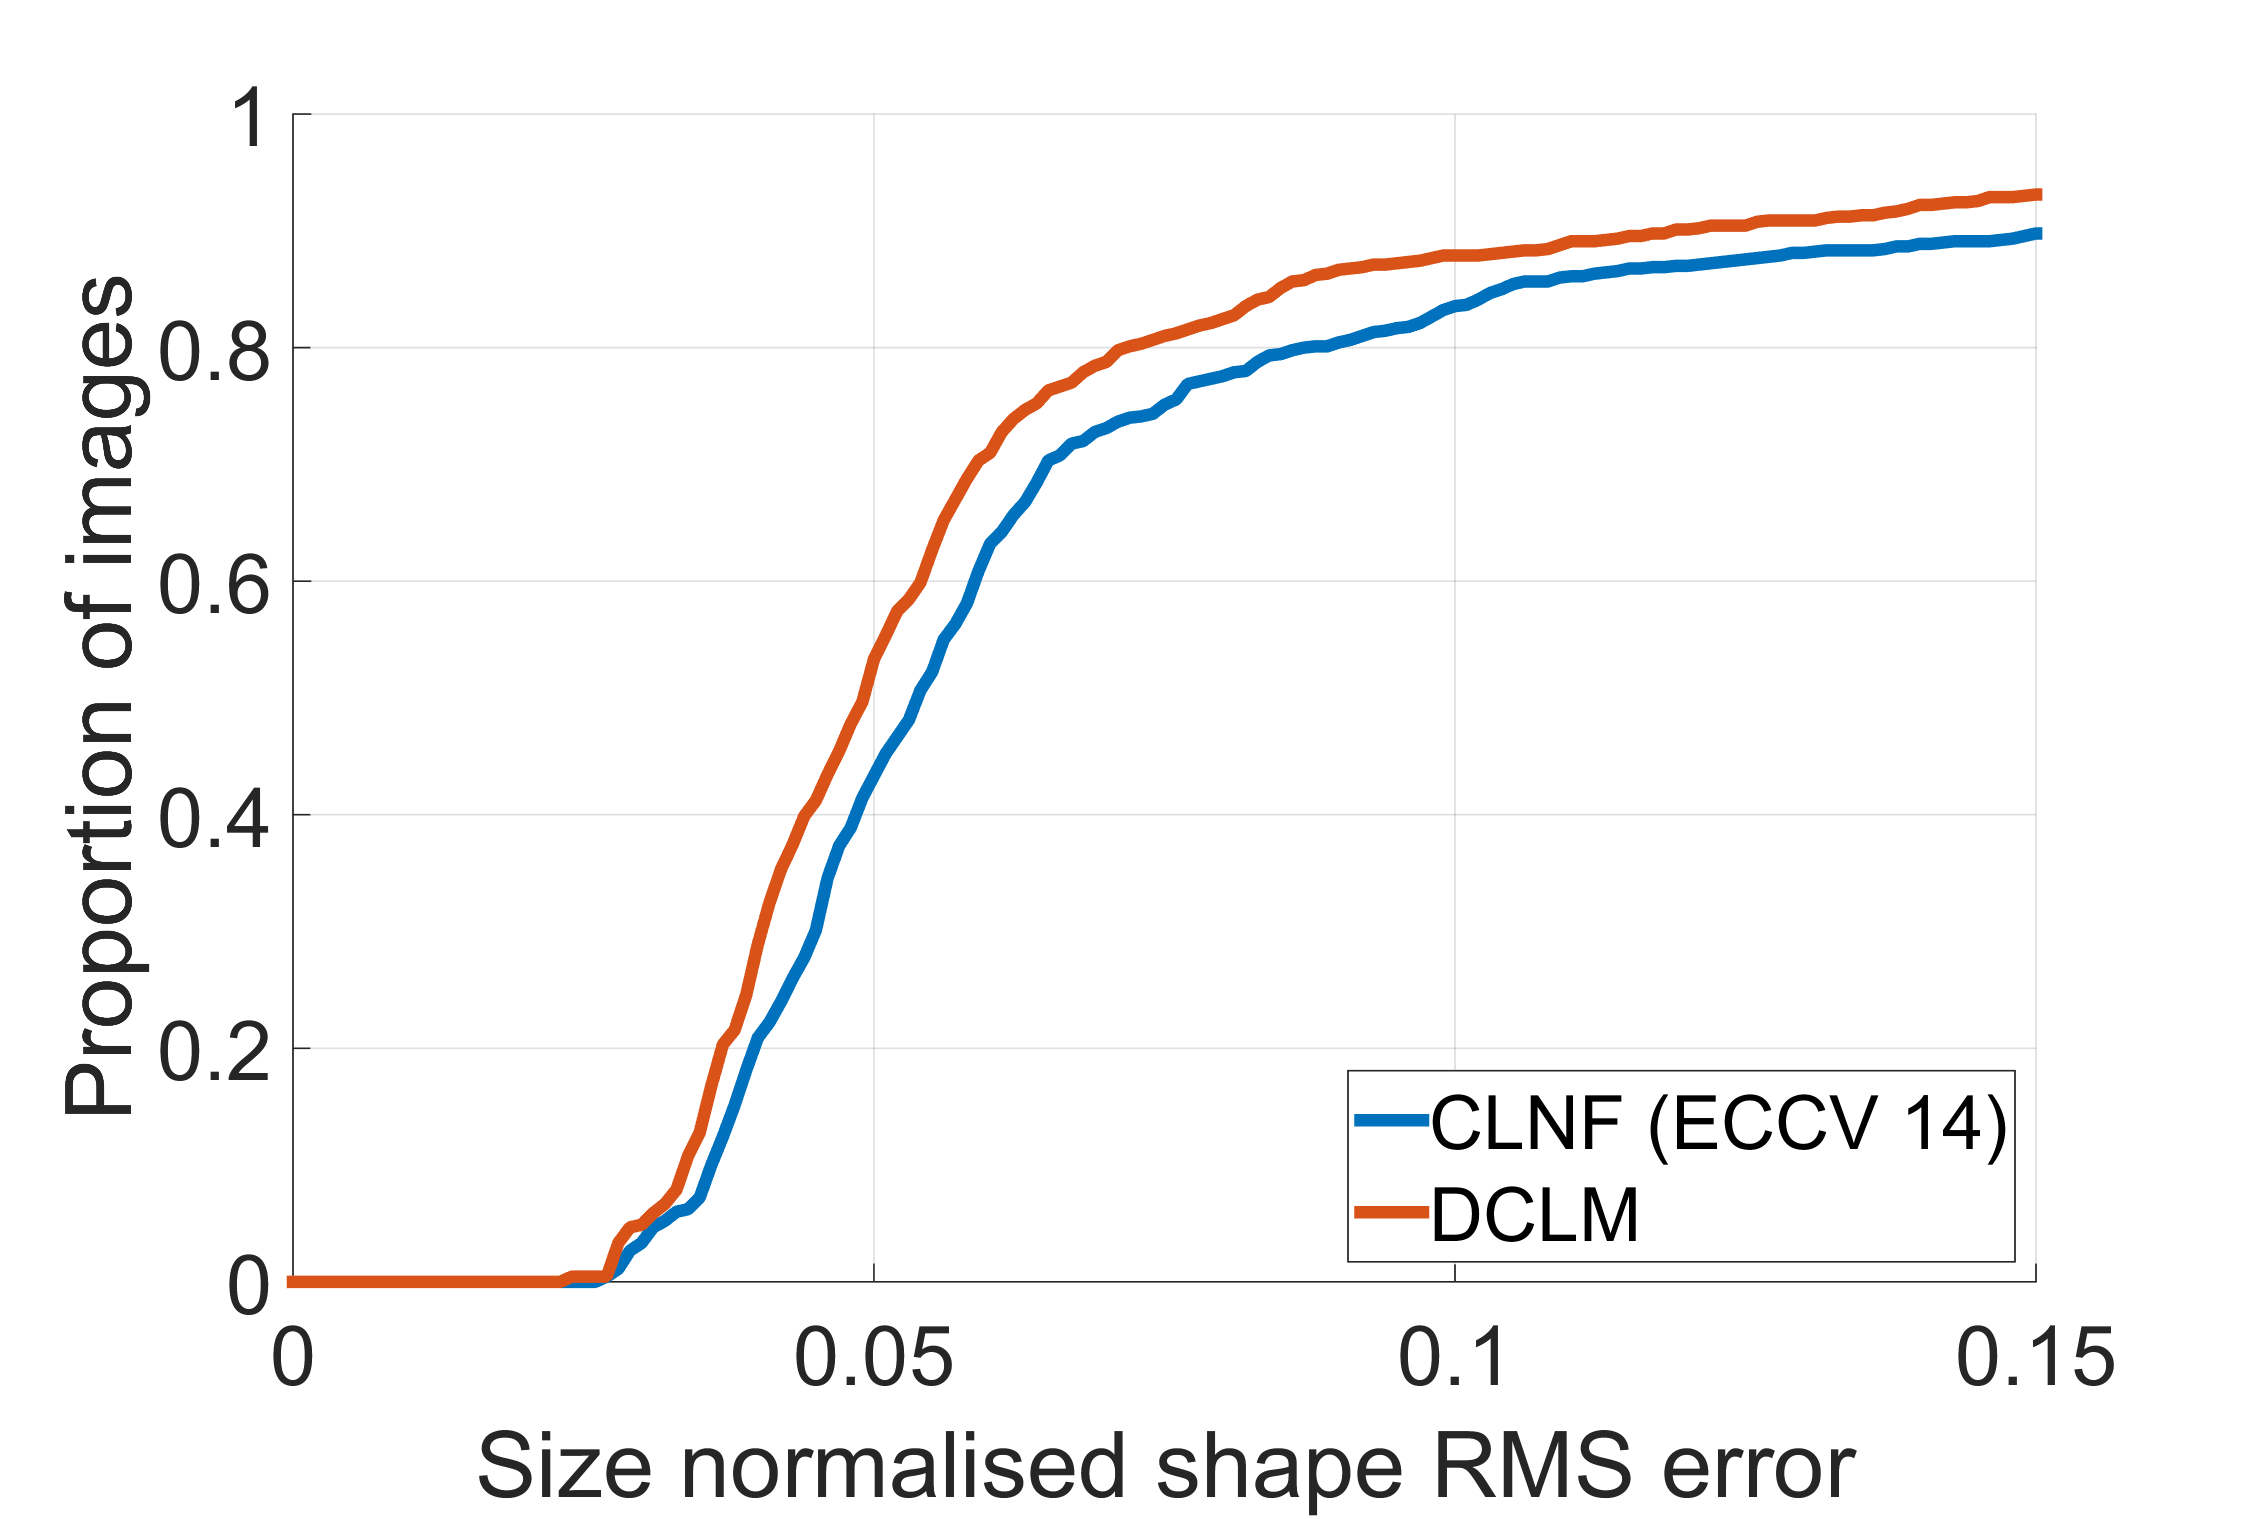 Proportion of images
1
0.8
0.6
0.4
0.2
0
0
0.05
0.1
0.15
Size normalised shape RMS error
CLNF (ECCV 14)
DCLM